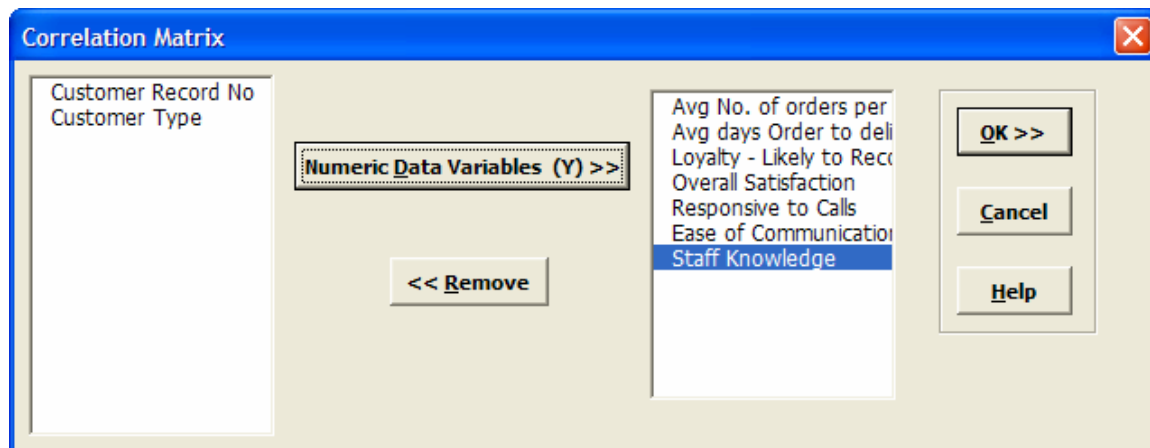 Correlation Matrix
Customer Record No
Customer Type
Numeric Data Variables (Y) >>
<< Remove
Avg No. of orders per
Avg days Order to deli
Loyalty - Likely to Reco
Overall Satisfaction
Responsive to Calls
Ease of Communication
Staff Knowledge
OK >>
Cancel
Help